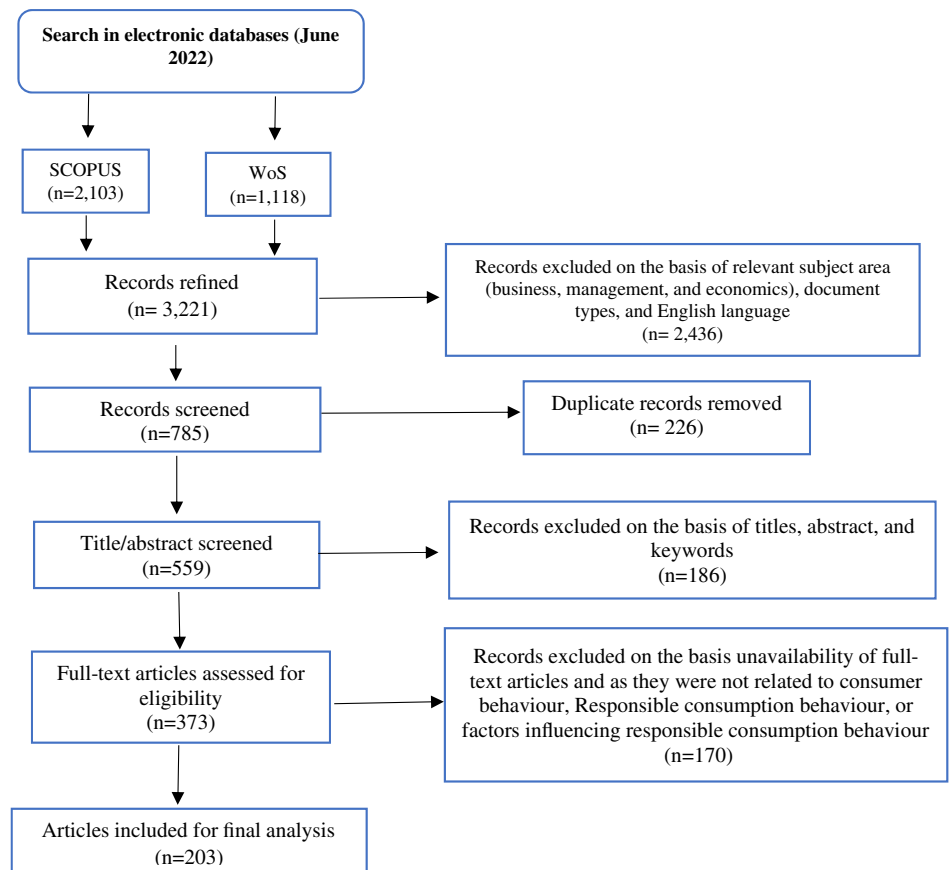 Search in electronic databases (June
2022)
SCOPUS
(n=2,103)
WoS
(n=1,118)
Records refined
(n= 3,221)
Records excluded on the basis of relevant subject area
(business, management, and economics), document
types, and English language
(n= 2,436)
Records screened
(n=785)
Duplicate records removed
(n= 226)
Title/abstract screened
(n=559)
Records excluded on the basis of titles, abstract, and
keywords
(n=186)
Full-text articles assessed for
eligibility
(n=373)
Records excluded on the basis unavailability of full-
text articles and as they were not related to consumer
behaviour, Responsible consumption behaviour, or
factors influencing responsible consumption behaviour
(n=170)
Articles included for final analysis
(n=203)